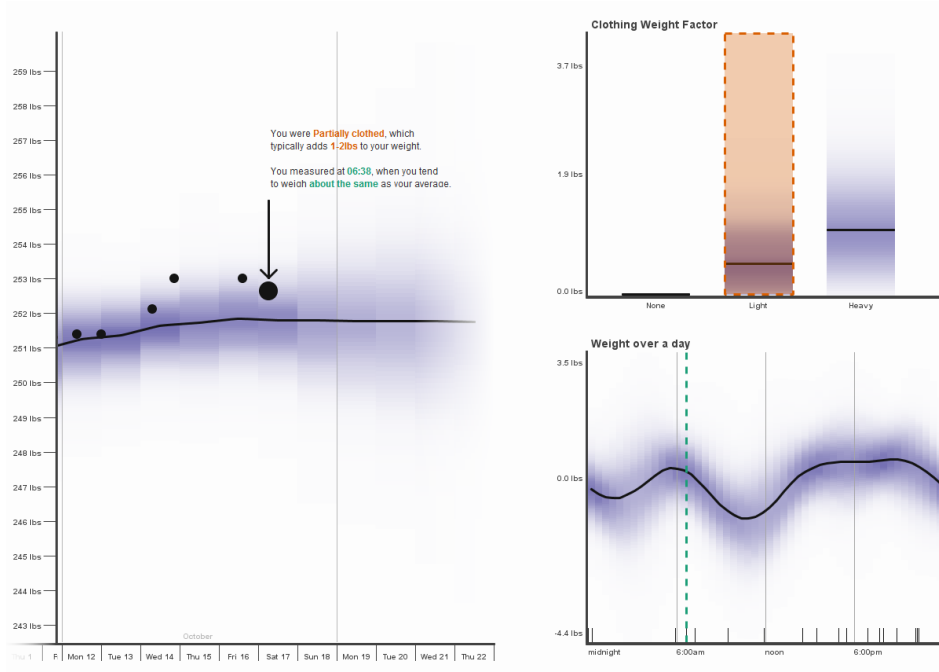 259 lbs
258 lbs
257 lbs
256 lbs
255 lbs
254 lbs
253 lbs
252 lbs
251 lbs
250 lbs
249 lbs
248 lbs
247 lbs
246 lbs
245 lbs
244 lbs
243 lbs
You were Partially clothed, which
typically adds 1-2lbs to your weight.
You measured at 06:38, when you tend
to weigh about the same as your average.
October
F Mon 12 Tue 13 Wed 14 Thu 15 Fri 16 Sat 17 Sun 18 Mon 19 Tue 20 Wed 21 Thu 22
Clothing Weight Factor
3.7 lbs
1.9 lbs
0.0 lbs
None Light Heavy
Weight over a day
3.5 lbs
0.0 lbs
-4.4 lbs
midnight 6:00am noon 6:00pm